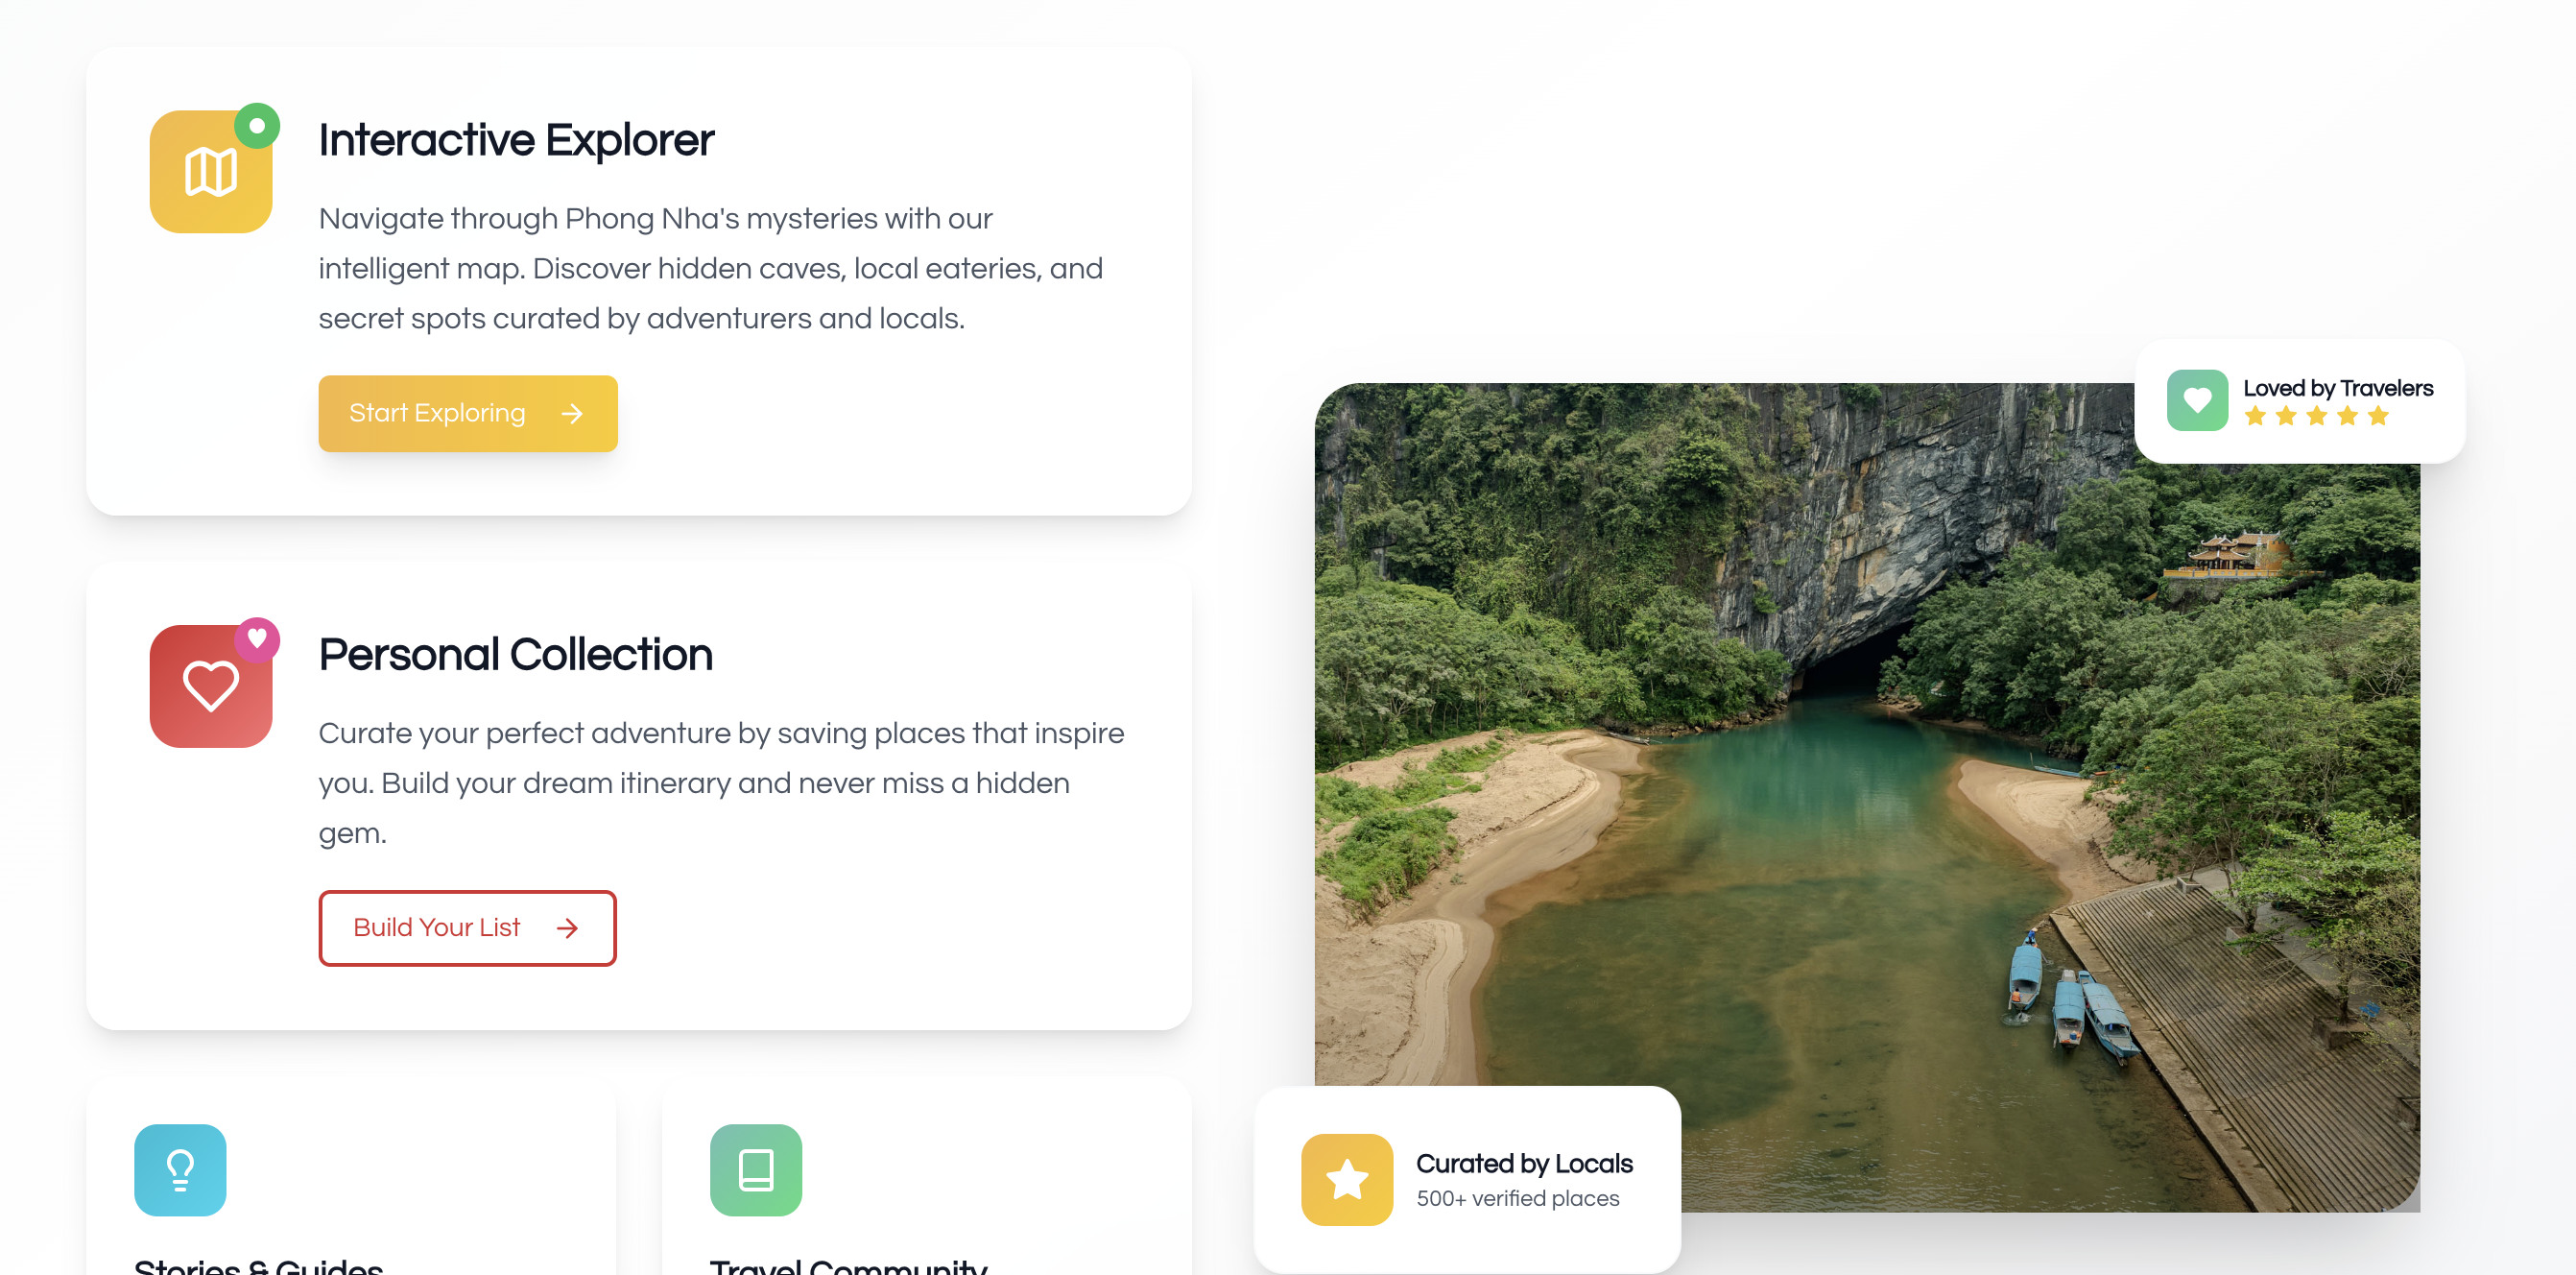 Interactive Explorer
Navigate through Phong Nha's mysteries with our
intelligent map. Discover hidden caves, local eateries, and
secret spots curated by adventurers and locals.
Start Exploring
Personal Collection
Curate your perfect adventure by saving places that inspire
you. Build your dream itinerary and never miss a hidden
gem.
Build Your List
Stories & Guides
Travel Community
Loved by Travelers
Curated by Locals
500+ verified places